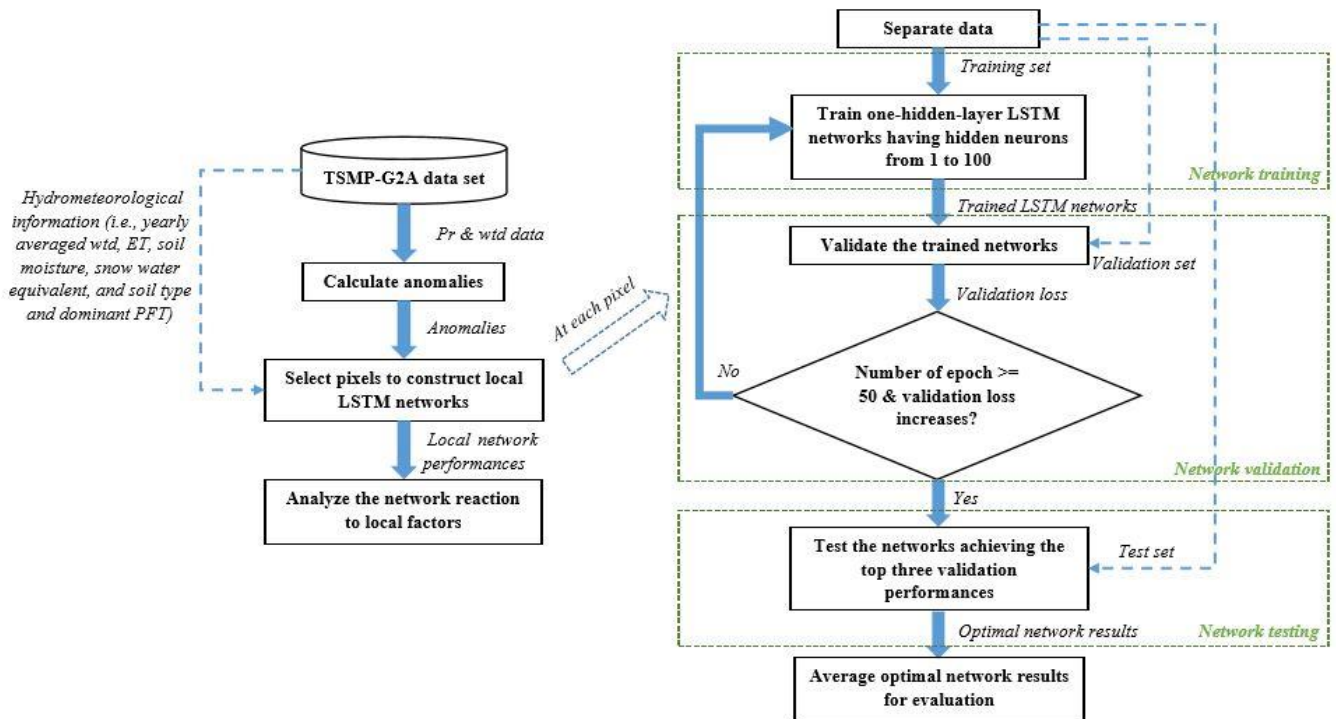 TSMP-G2A data set
Hydrometeorological
information (i.e., yearly
averaged wtd, ET, soil
moisture, snow water
equivalent, and soil type
and dominant PFT)
Pr & wtd data
Calculate anomalies
Anomalies
Select pixels to construct local
LSTM networks
Local network
performances
Analyze the network reaction
to local factors
At each pixel
Separate data
Training set
Train one-hidden-layer LSTM
networks having hidden neurons
from 1 to 100
Network training
Trained LSTM networks
Validate the trained networks
Validation set
Validation loss
No
Number of epoch >=
50 & validation loss
increases?
Network validation
Yes
Test the networks achieving the
top three validation
performances
Test set
Optimal network results
Network testing
Average optimal network results
for evaluation